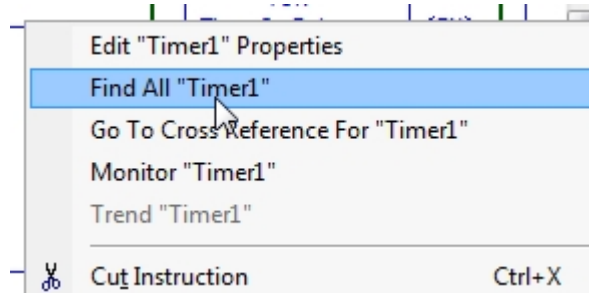 Edit "Timer1" Properties
Find All "Timer1"
Go To Cross Reference For "Timer1"
Monitor "Timer1"
Trend "Timer1"
Cut Instruction Ctrl+X